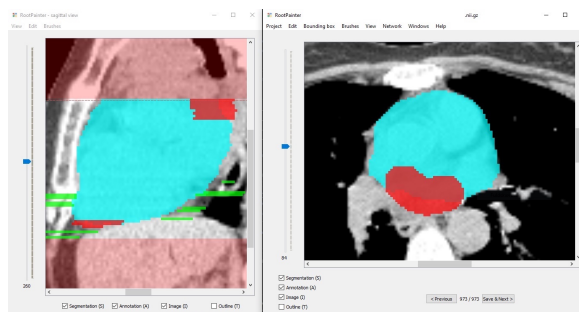 RootPainter - sagittal view
View Edit Brushes
260
Segmentation (S) Annotation (A) Image (I) Outline (T)
RootPainter .nii.gz
Project Edit Bounding box Brushes View Network Windows Help
84
Segmentation (S)
Annotation (A)
Image (I)
Outline (T)
< Previous 973 / 973 Save & Next >